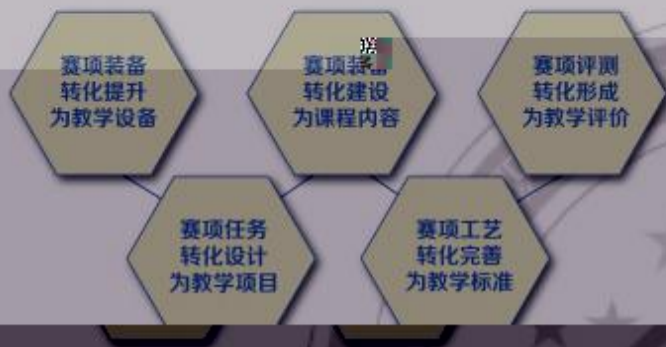 赛项装备
转化提升
为教学设备
赛项装
转化建设
为课程内容
赛项评测
转化形成
为教学评价
赛项任务
转化设计
为教学项目
赛项工艺
转化完善
为教学标准